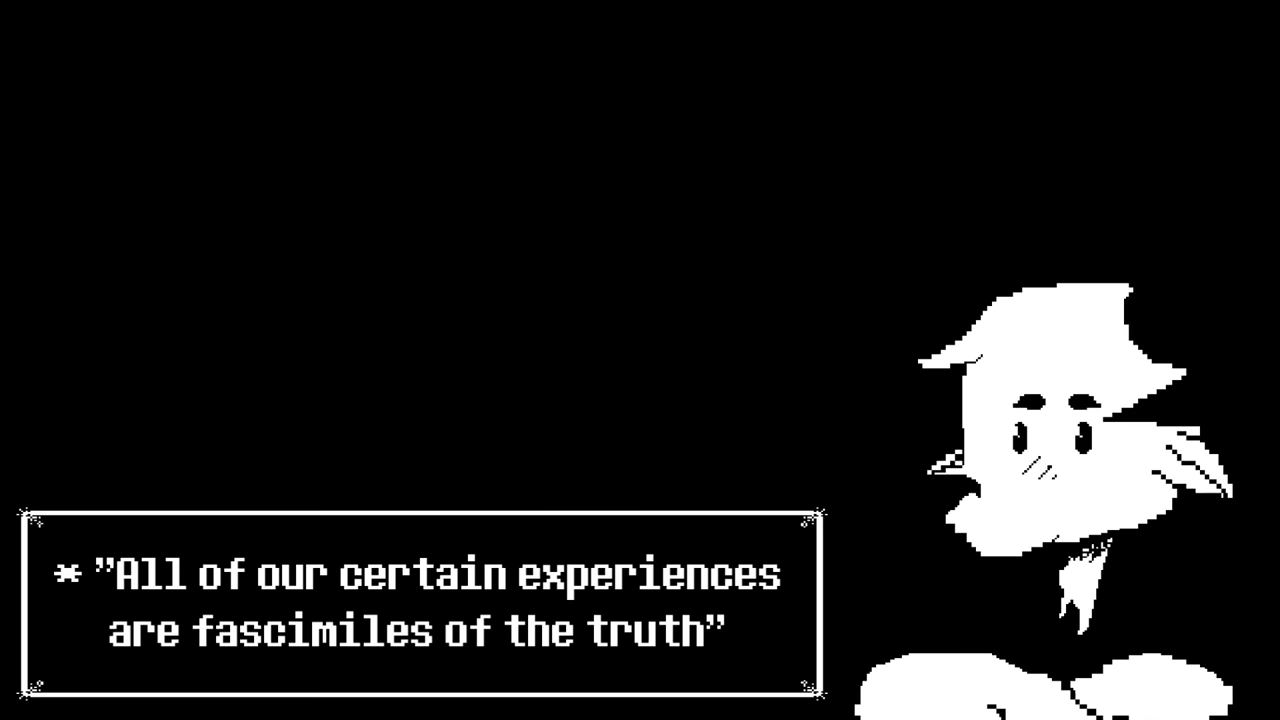 * "All of our certain experiences
are fascimiles of the truth"